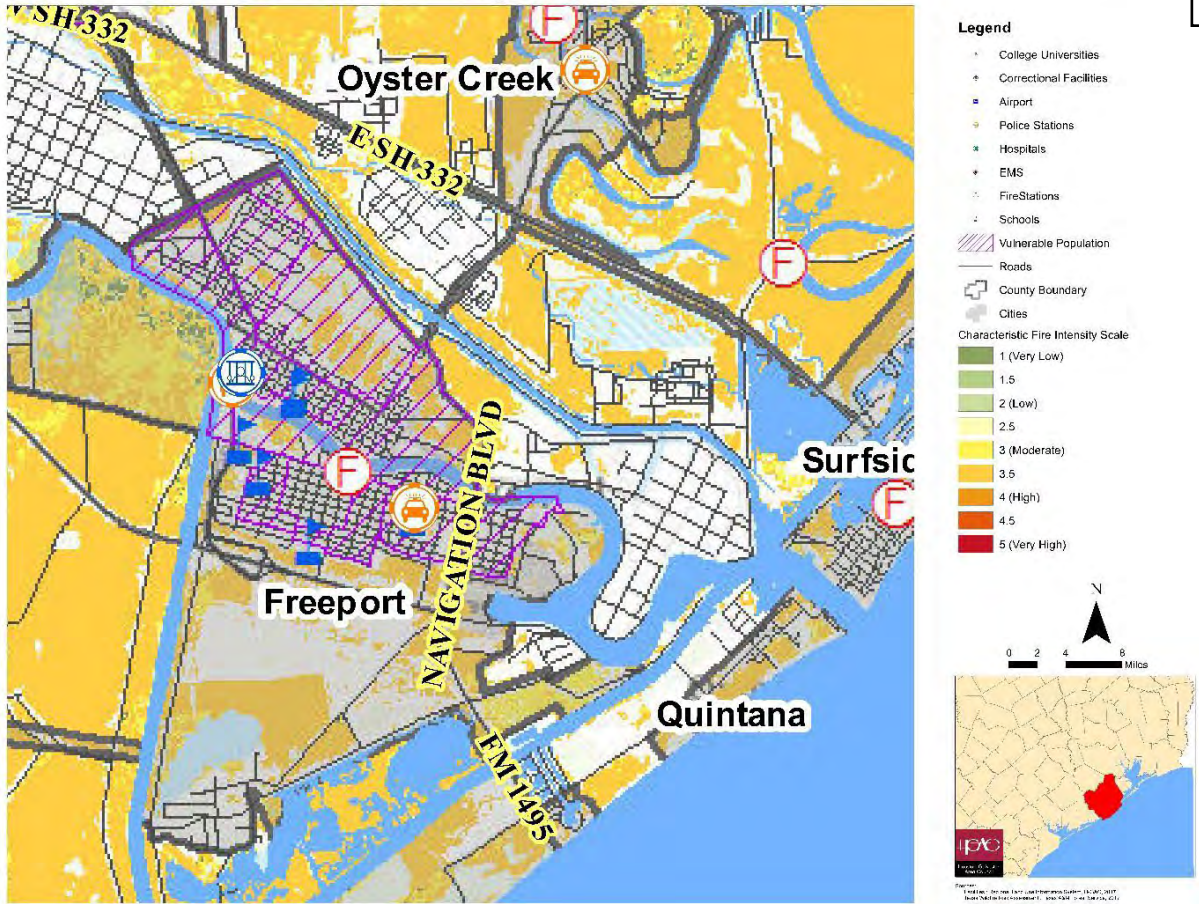 W SH 332
Oyster Creek
E SH 332
F
F
F
F
Surfsid
NAVIGATION BLVD
Freeport
Quintana
FM 1495
Legend
College Universities
Correctional Facilities
Airport
Police Stations
Hospitals
EMS
FireStations
Schools
Vulnerable Population
Roads
County Boundary
Cities
Characteristic Fire Intensity Scale
1 (Very Low)
1.5
2 (Low)
2.5
3 (Moderate)
3.5
4 (High)
4.5
5 (Very High)
N
0 2 4 8
Miles